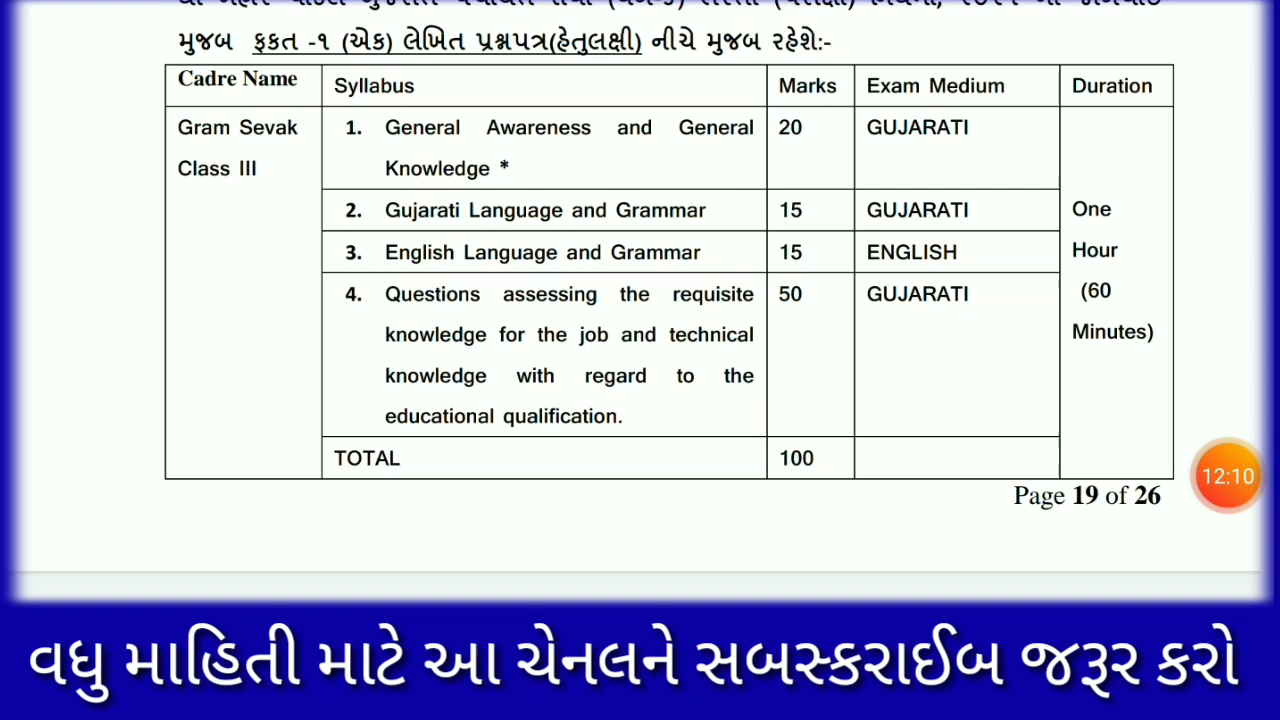 મુજબ ફકત -૧ (એક) લેખિત પ્રશ્નપત્ર(હેતુલક્ષી) નીચે મુજબ રહેશે:-
Cadre Name Syllabus Marks Exam Medium Duration
Gram Sevak 1. General Awareness and General 20 GUJARATI
Class III Knowledge *
2. Gujarati Language and Grammar 15 GUJARATI One
3. English Language and Grammar 15 ENGLISH Hour
4. Questions assessing the requisite 50 GUJARATI (60
knowledge for the job and technical Minutes)
knowledge with regard to the
educational qualification.
TOTAL 100
12:10
Page 19 of 26
વધુ માહિતી માટે આ ચેનલને સબસ્કરાઈબ જરૂર કરો